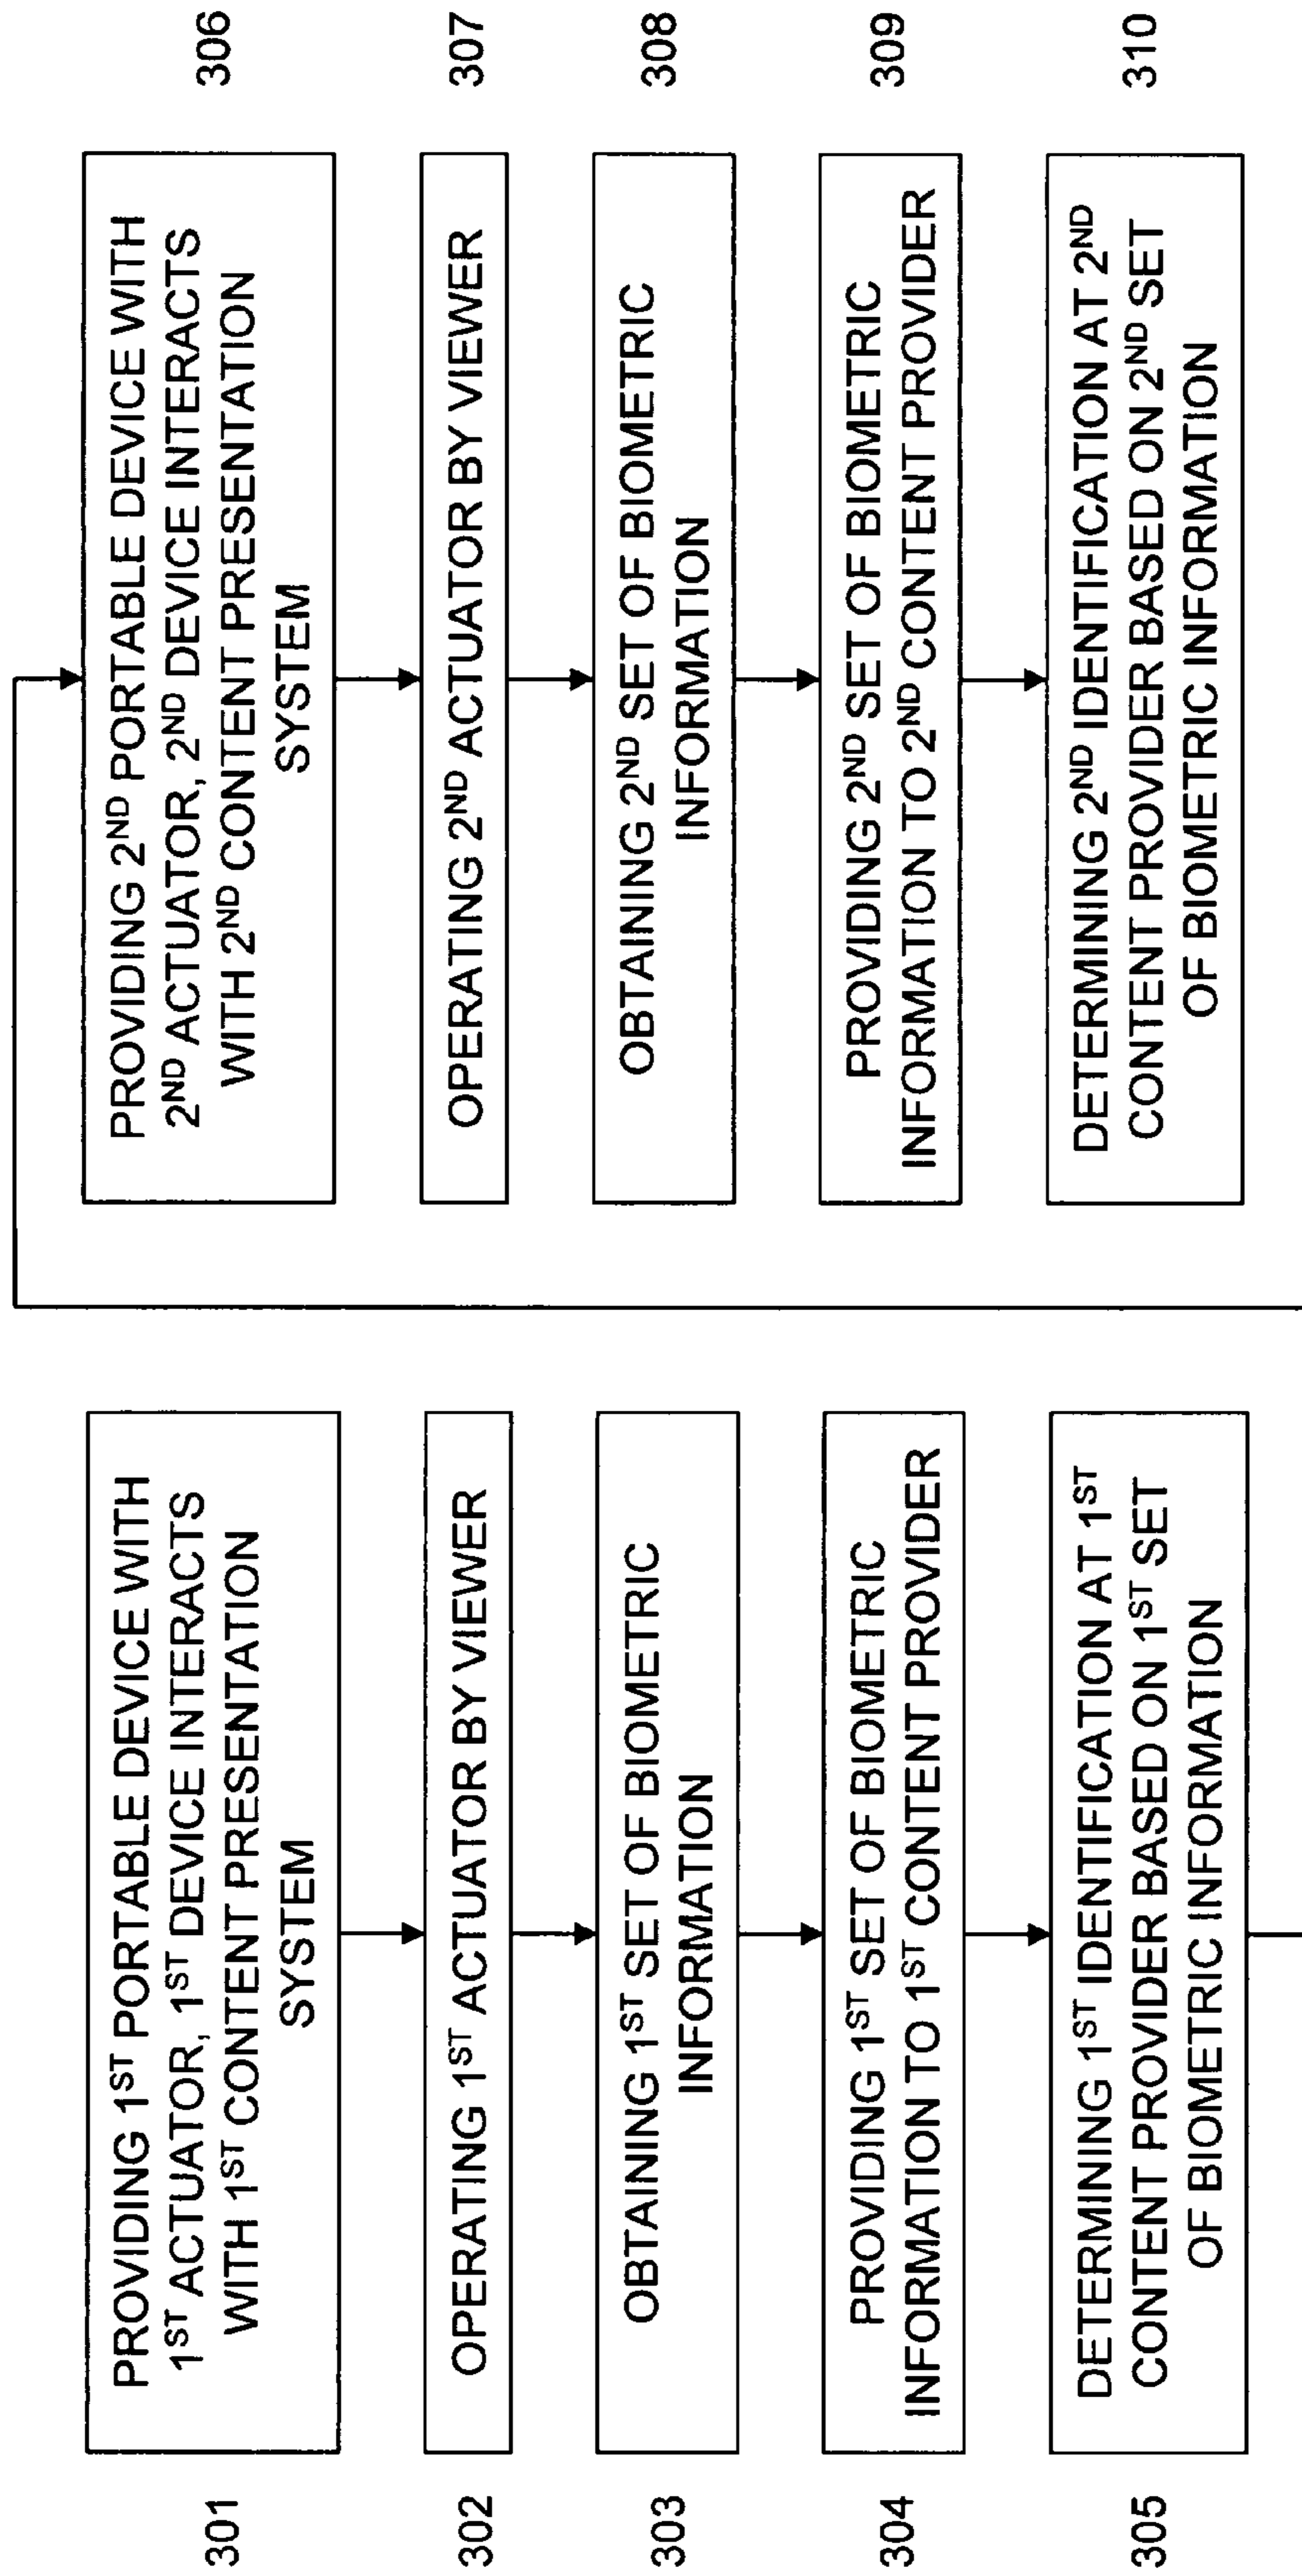 301
PROVIDING 1ST PORTABLE DEVICE WITH
1ST ACTUATOR, 1ST DEVICE INTERACTS
WITH 1ST CONTENT PRESENTATION
SYSTEM
302
OPERATING 1ST ACTUATOR BY VIEWER
303
OBTAINING 1ST SET OF BIOMETRIC
INFORMATION
304
PROVIDING 1ST SET OF BIOMETRIC
INFORMATION TO 1ST CONTENT PROVIDER
305
DETERMINING 1ST IDENTIFICATION AT 1ST
CONTENT PROVIDER BASED ON 1ST SET
OF BIOMETRIC INFORMATION
PROVIDING 2ND PORTABLE DEVICE WITH
2ND ACTUATOR, 2ND DEVICE INTERACTS
WITH 2ND CONTENT PRESENTATION
SYSTEM
306
OPERATING 2ND ACTUATOR BY VIEWER
307
OBTAINING 2ND SET OF BIOMETRIC
INFORMATION
308
PROVIDING 2ND SET OF BIOMETRIC
INFORMATION TO 2ND CONTENT PROVIDER
309
DETERMINING 2ND IDENTIFICATION AT 2ND
CONTENT PROVIDER BASED ON 2ND SET
OF BIOMETRIC INFORMATION
310